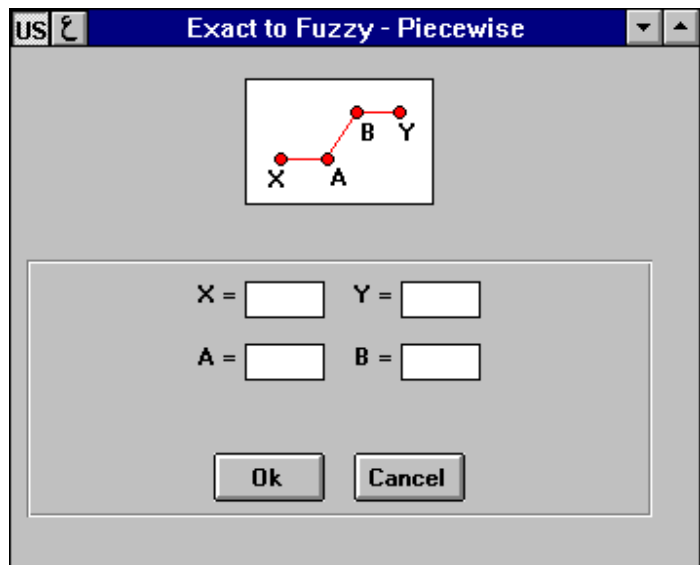 US ع Exact to Fuzzy - Piecewise
B Y
X A
X = Y =
A = B =
Ok Cancel